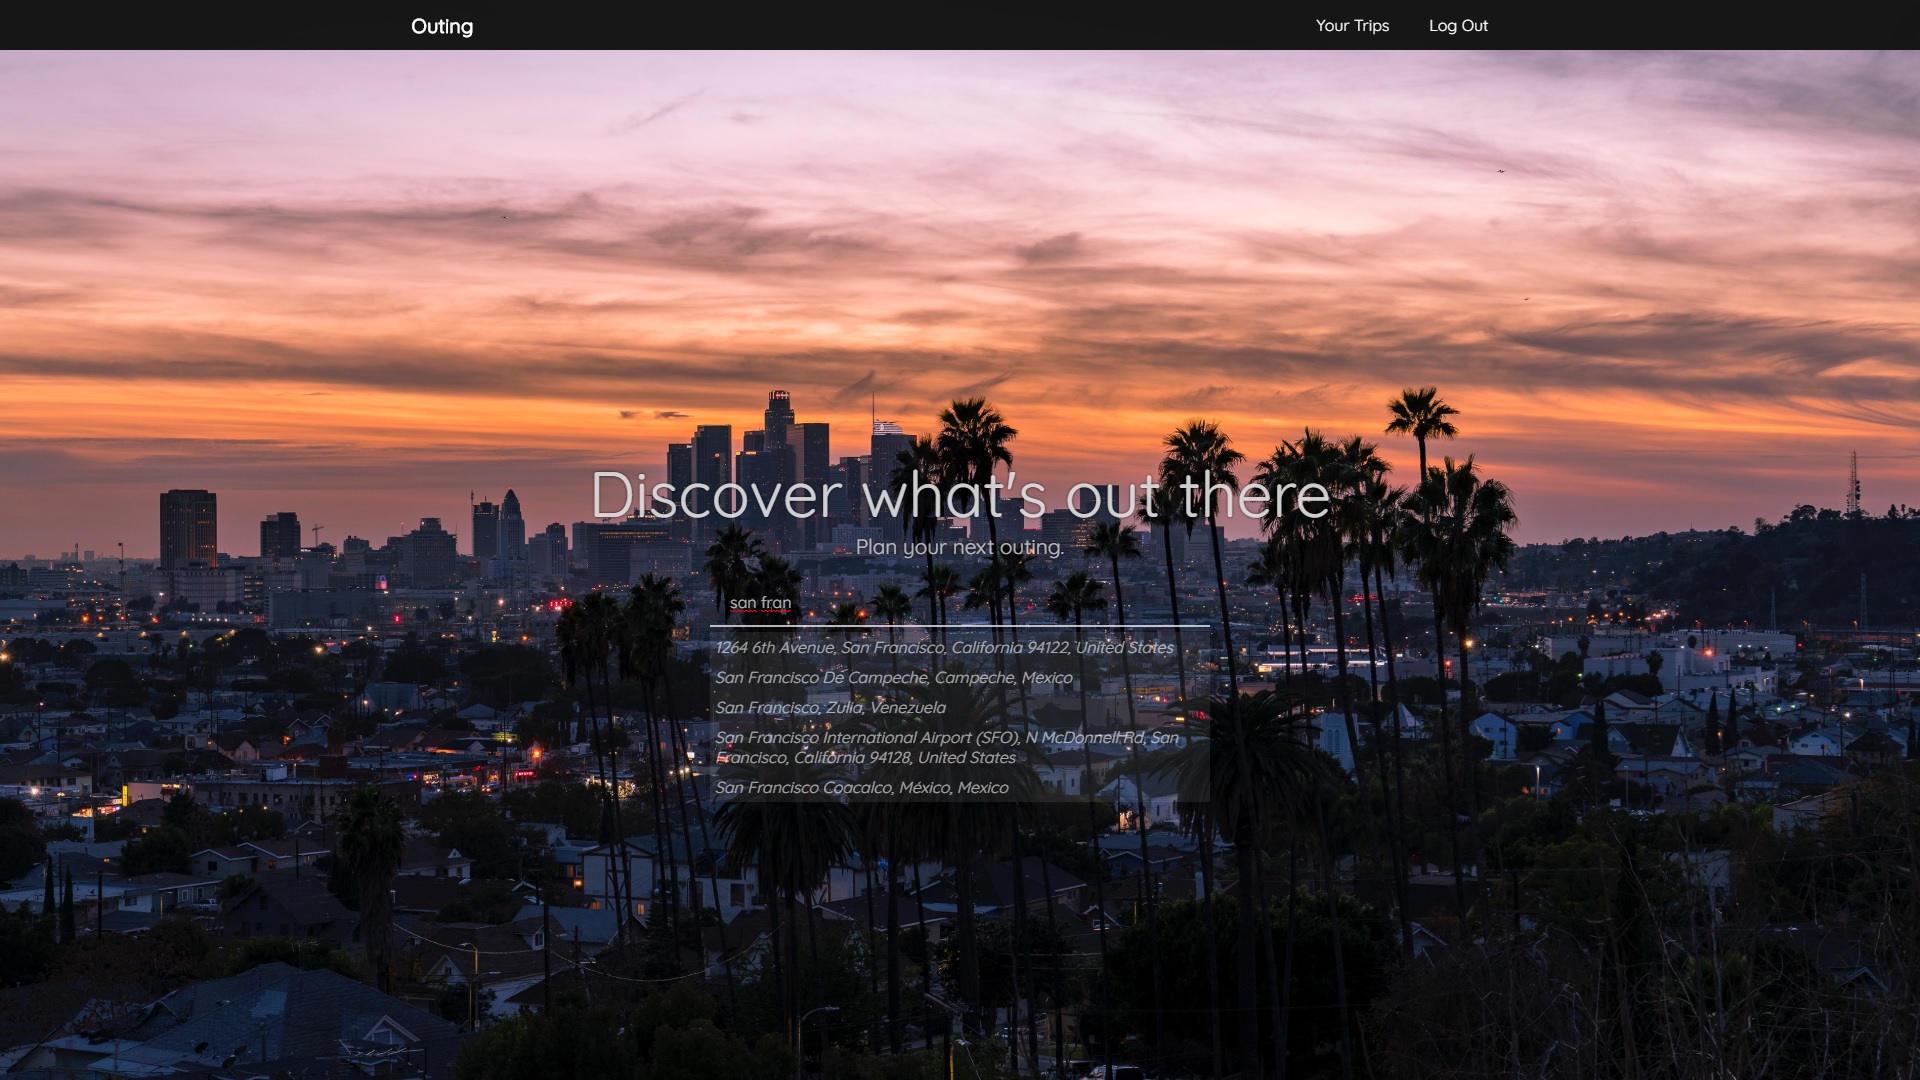 Outing
Your Trips
Log Out
Discover what's out there
Plan your next outing.
san fran
1264 6th Avenue, San Francisco, California 94122, United States
San Francisco De Campeche, Campeche, Mexico
San Francisco, Zulia, Venezuela
San Francisco International Airport (SFO), N McDonnell Rd, San
Francisco, California 94128, United States
San Francisco Coacalco, México, Mexico